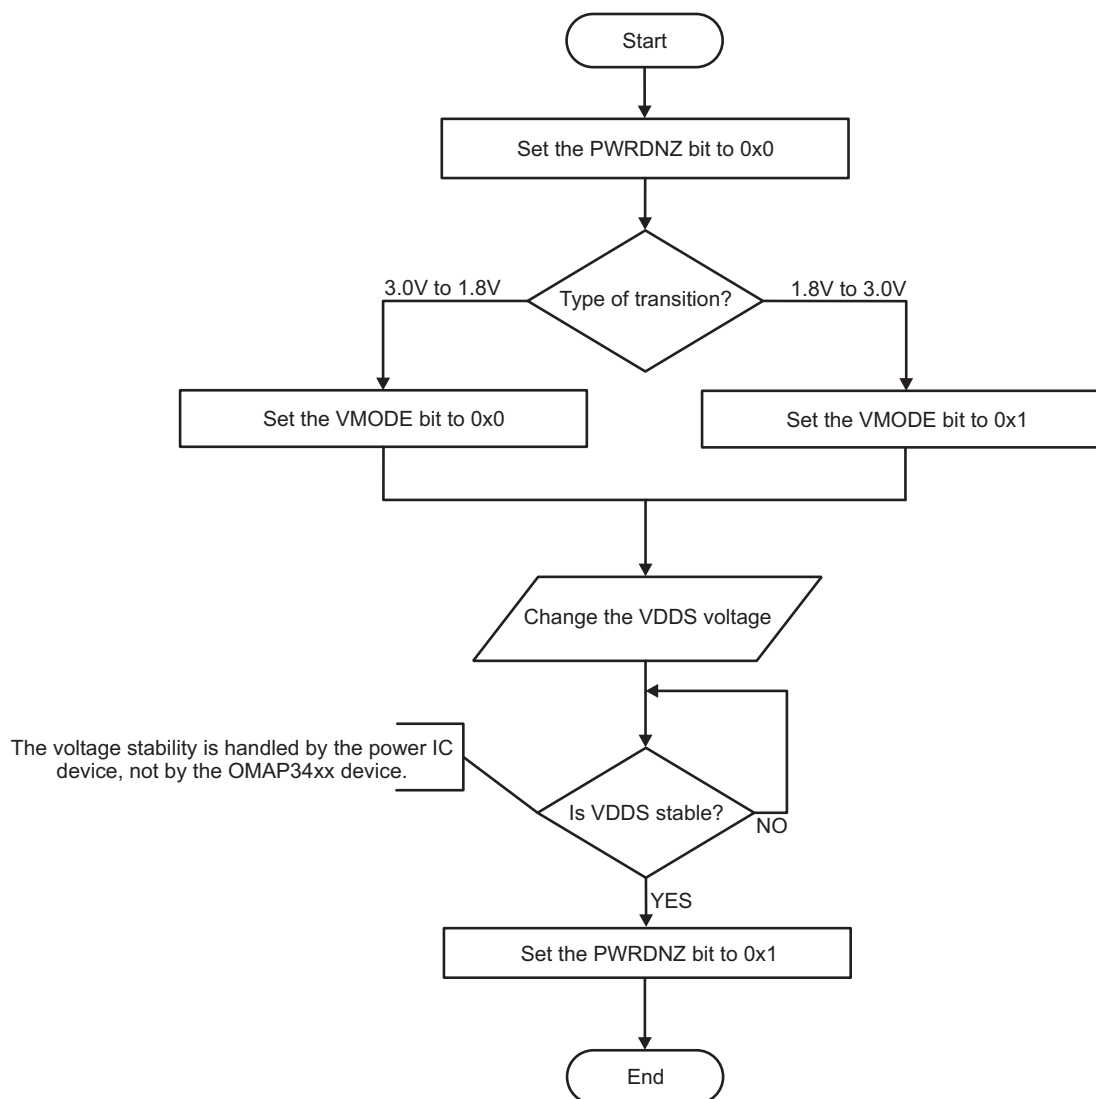 Start
Set the PWRDNZ bit to 0x0
Type of transition?
3.0V to 1.8V
1.8V to 3.0V
Set the VMODE bit to 0x0
Set the VMODE bit to 0x1
Change the VDDS voltage
The voltage stability is handled by the power IC
device, not by the OMAP34xx device.
Is VDDS stable?
NO
YES
Set the PWRDNZ bit to 0x1
End